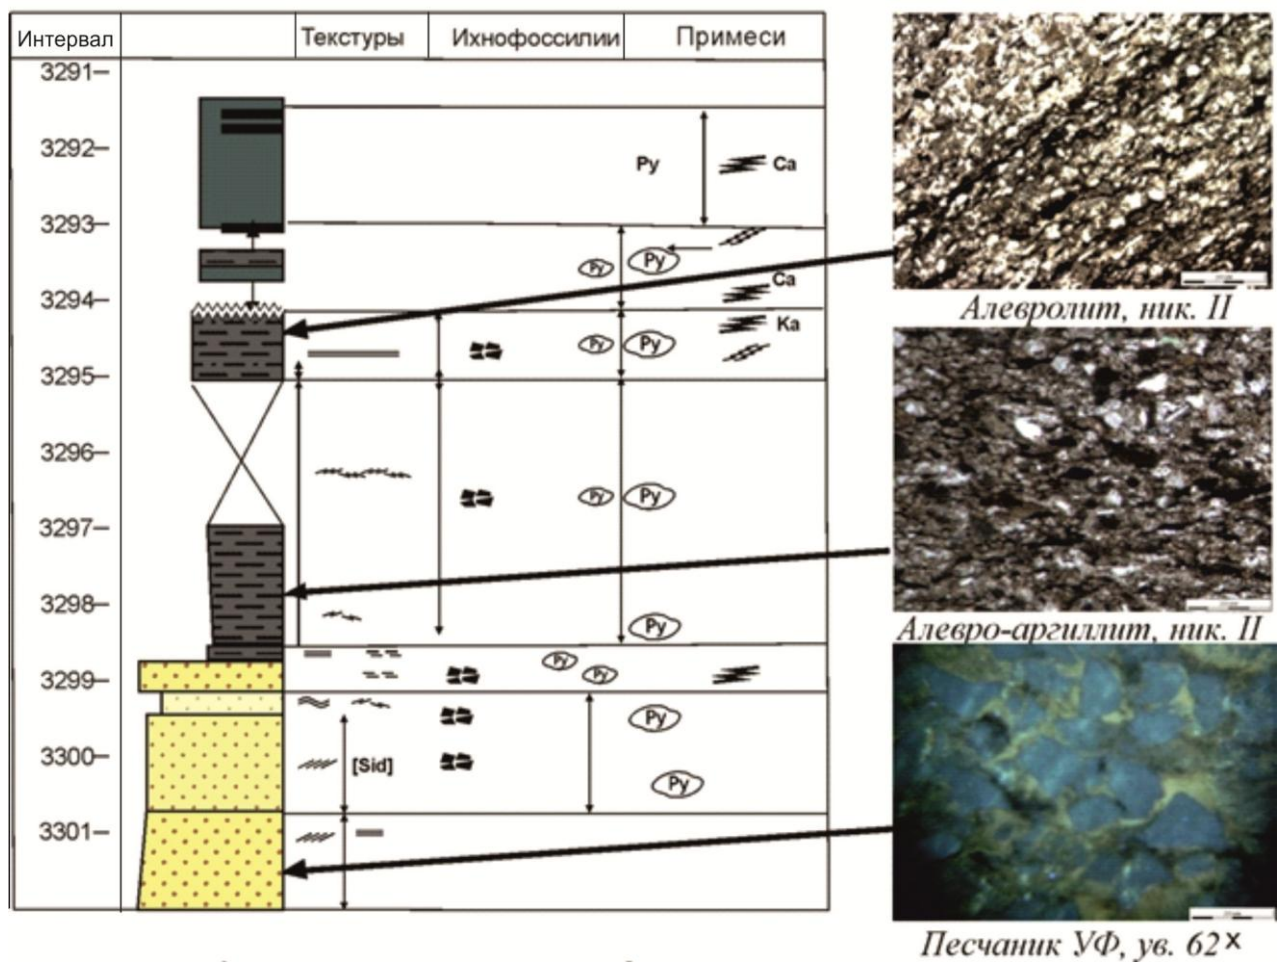 Интервал Текстуры Ихнофоссилии Примеси
3291
3292
Py Ca
3293
Py Py
3294
Ca
Ka
Py Py
3295
3296
Py Py
3297
3298
Py
Py
3299
Py
Py
3300
[Sid]
Py
3301
Алевролит, ник. II
Алевро-аргиллит, ник. II
Песчаник УФ, ув. 62х